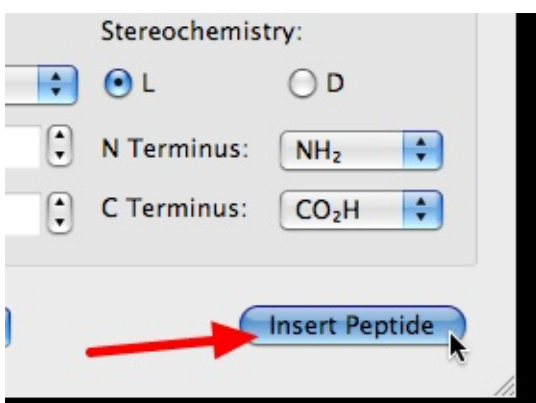 Stereochemistry:
L D
N Terminus: NH₂
C Terminus: CO₂H
Insert Peptide